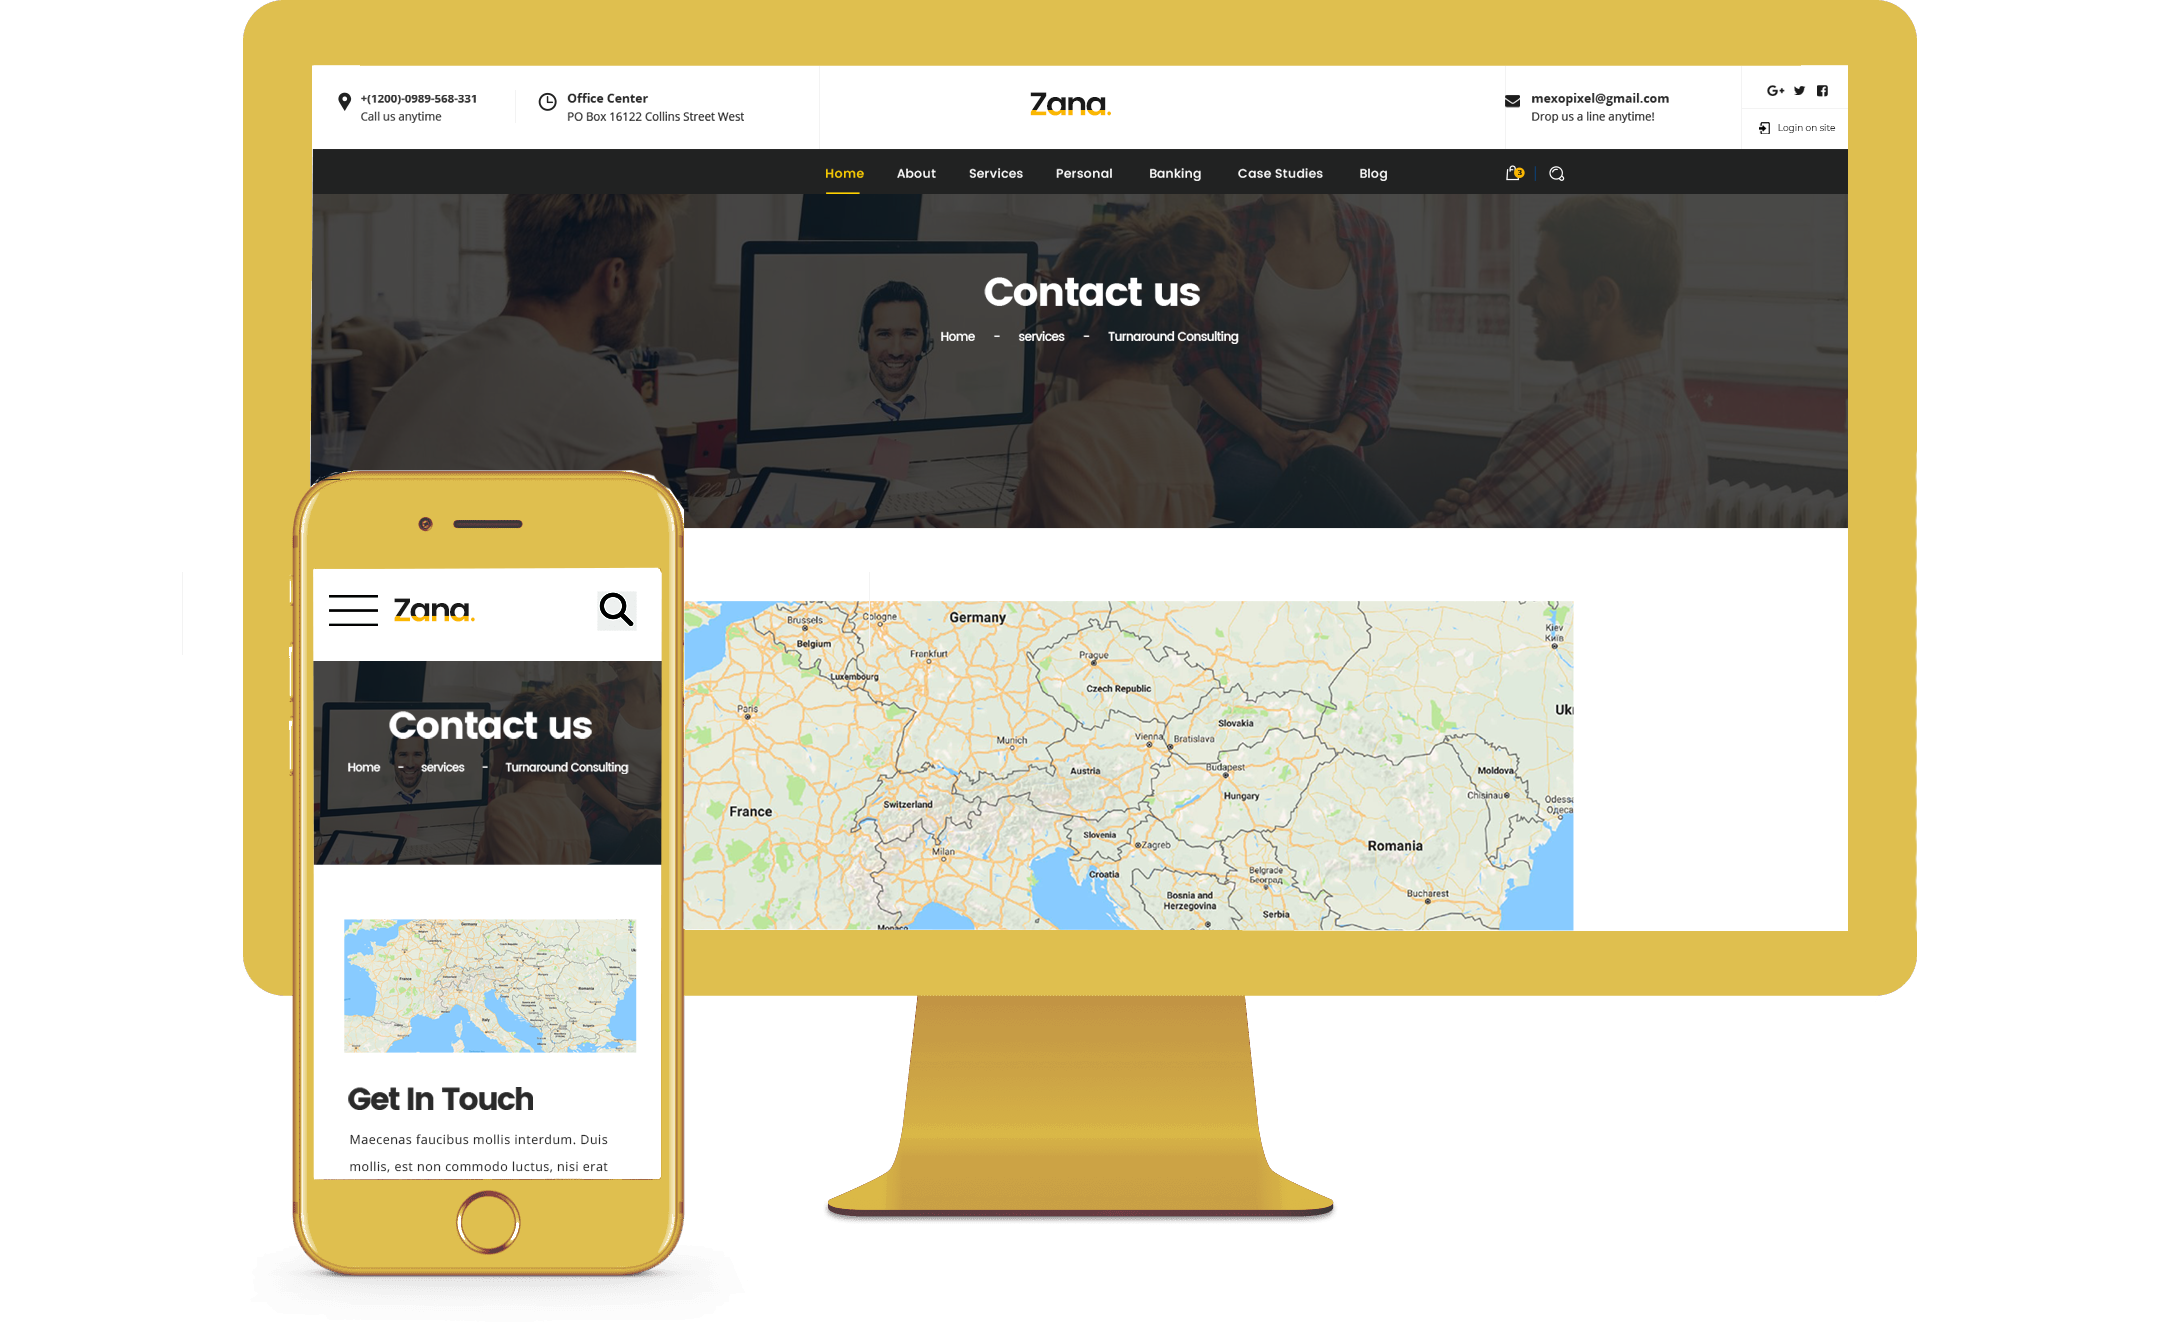 +(1200)-0989-568-331
Call us anytime
Office Center
PO Box 16122 Collins Street West
Zana.
mexopixel@gmail.com
Drop us a line anytime!
G+
Login on site
Home About Services Personal Banking Case Studies Blog
3
Contact us
Home - services - Turnaround Consulting
Brussels
Cologne
Germany
Kiev
Київ
Belgium
Frankfurt
Prague
Luxembourg
Czech Republic
Paris
Uk
Slovakia
Munich
Vienna
Bratislava
Austria
Budapest
Moldova
Switzerland
Hungary
Chisinau
Odessa
Одеса
France
Slovenia
Zagreb
Romania
Milan
Croatia
Belgrade
Београд
Bosnia and
Herzegovina
Bucharest
Serbia
Monaco
Zana.
Contact us
Home - services - Turnaround Consulting
Germany
France
Romania
Italy
Get In Touch
Maecenas faucibus mollis interdum. Duis
mollis, est non commodo luctus, nisi erat